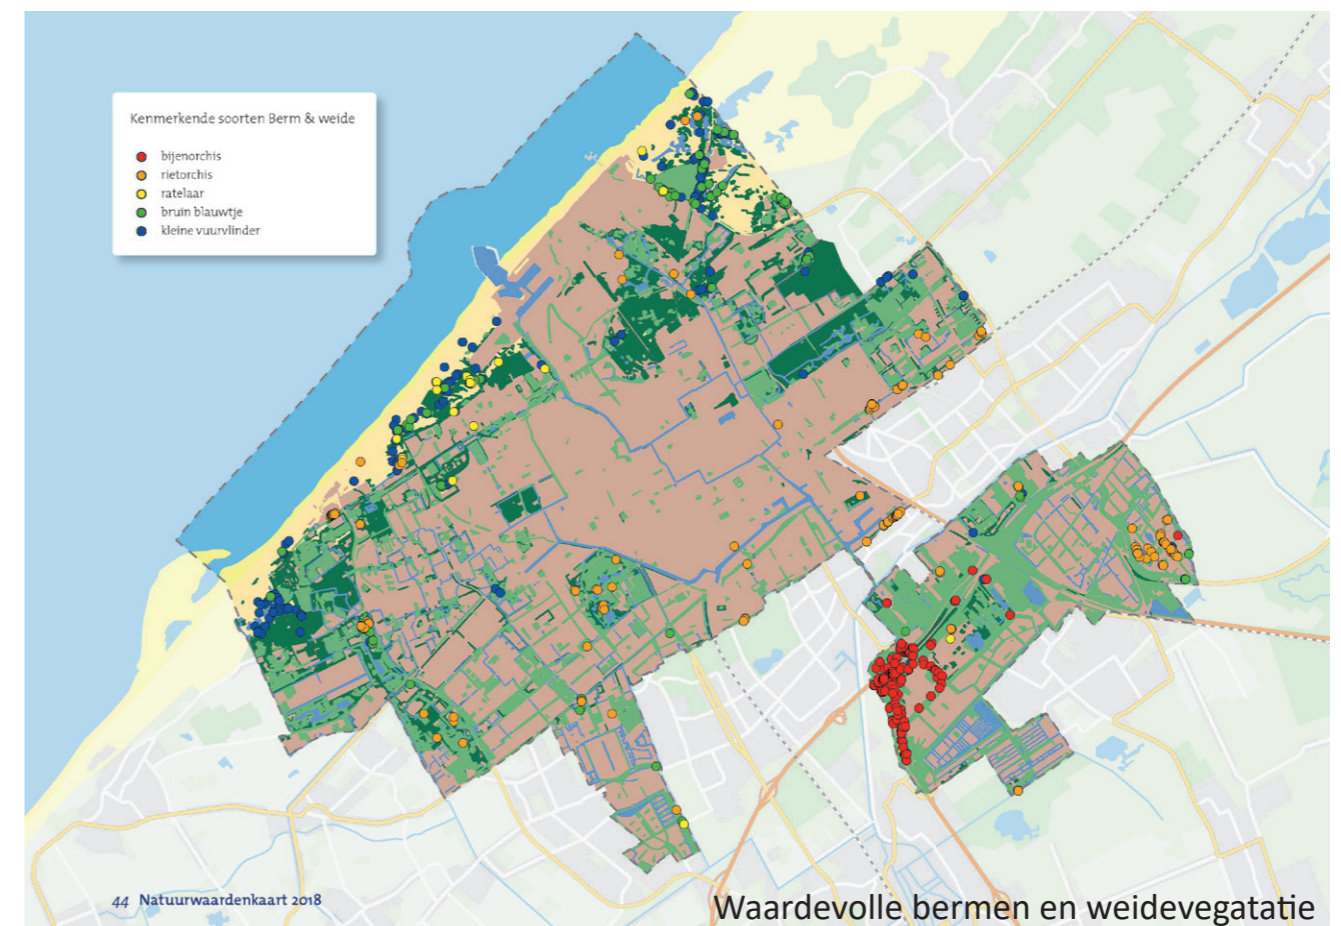 Kenmerkende soorten Berm & weide
bijenorchis
rietorchis
ratelaar
bruin blauwtje
kleine vuurvlinder
44 Natuurwaardenkaart 2018
Waardevolle bermen en weidevegatatie